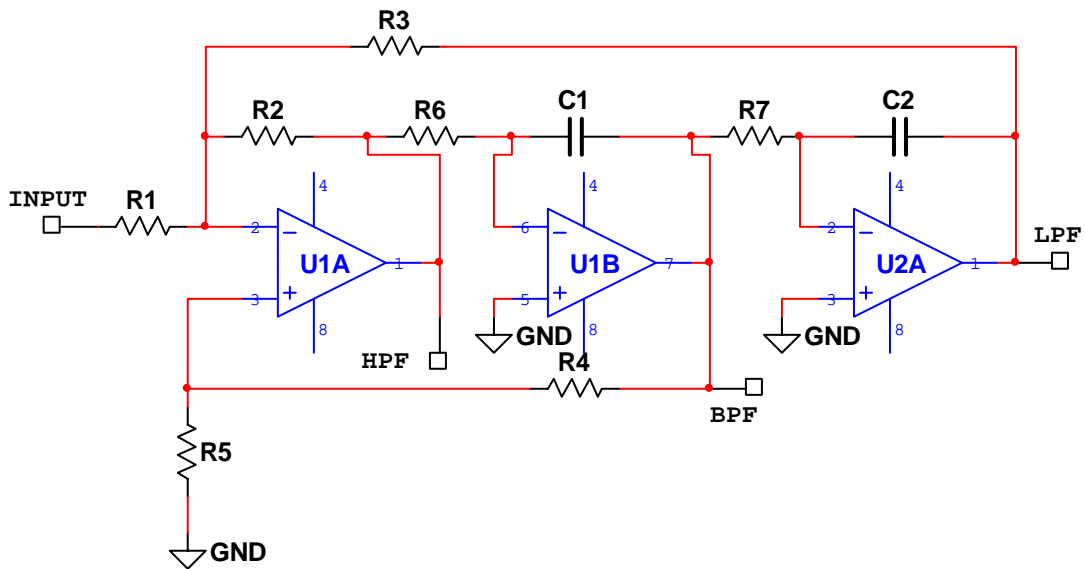 R3
R2
R6
C1
R7
C2
INPUT
R1
4
4
4
2
6
2
U1A
1
U1B
7
U2A
1
LPF
3
5
3
8
GND
8
GND
8
HPF
R4
BPF
R5
GND